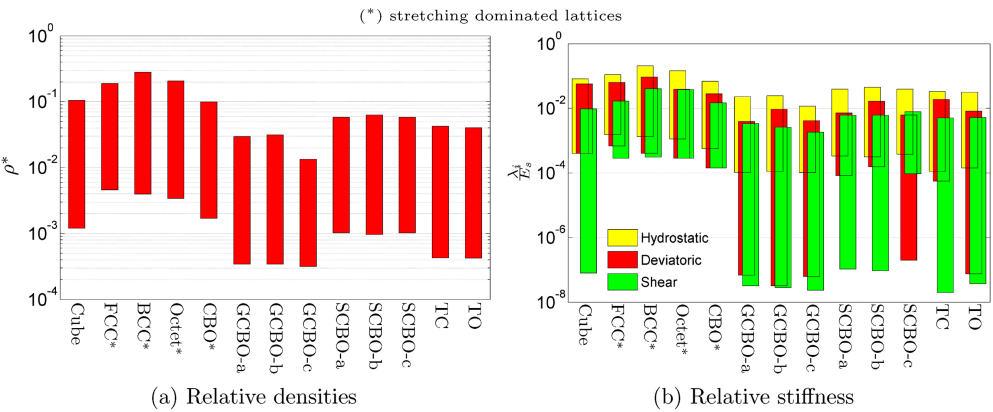 (*) stretching dominated lattices
10^0
10^-1
10^-2
10^-3
10^-4
ρ*
Cube
FCC*
BCC*
Octet*
CBO*
GCBO-a
GCBO-b
GCBO-c
SCBO-a
SCBO-b
SCBO-c
TC
TO
(a) Relative densities
10^0
10^-2
10^-4
10^-6
10^-8
λ^i/E_s
Hydrostatic
Deviatoric
Shear
Cube
FCC*
BCC*
Octet*
CBO*
GCBO-a
GCBO-b
GCBO-c
SCBO-a
SCBO-b
SCBO-c
TC
TO
(b) Relative stiffness